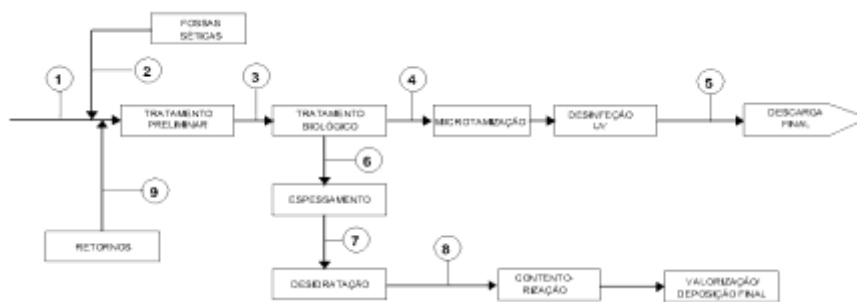 FOSSAS
SÉTICAS
1
2
3
4
5
TRATAMENTO
PRELIMINAR
TRATAMENTO
BIOLÓGICO
MICROTAMIZAÇÃO
DESINFEÇÃO
UV
DESCARGA
FINAL
6
9
ESPESSAMENTO
RETORNOS
7
8
DESIDRATAÇÃO
CONTENTO-
RIZAÇÃO
VALORIZAÇÃO/
DEPOSIÇÃO FINAL